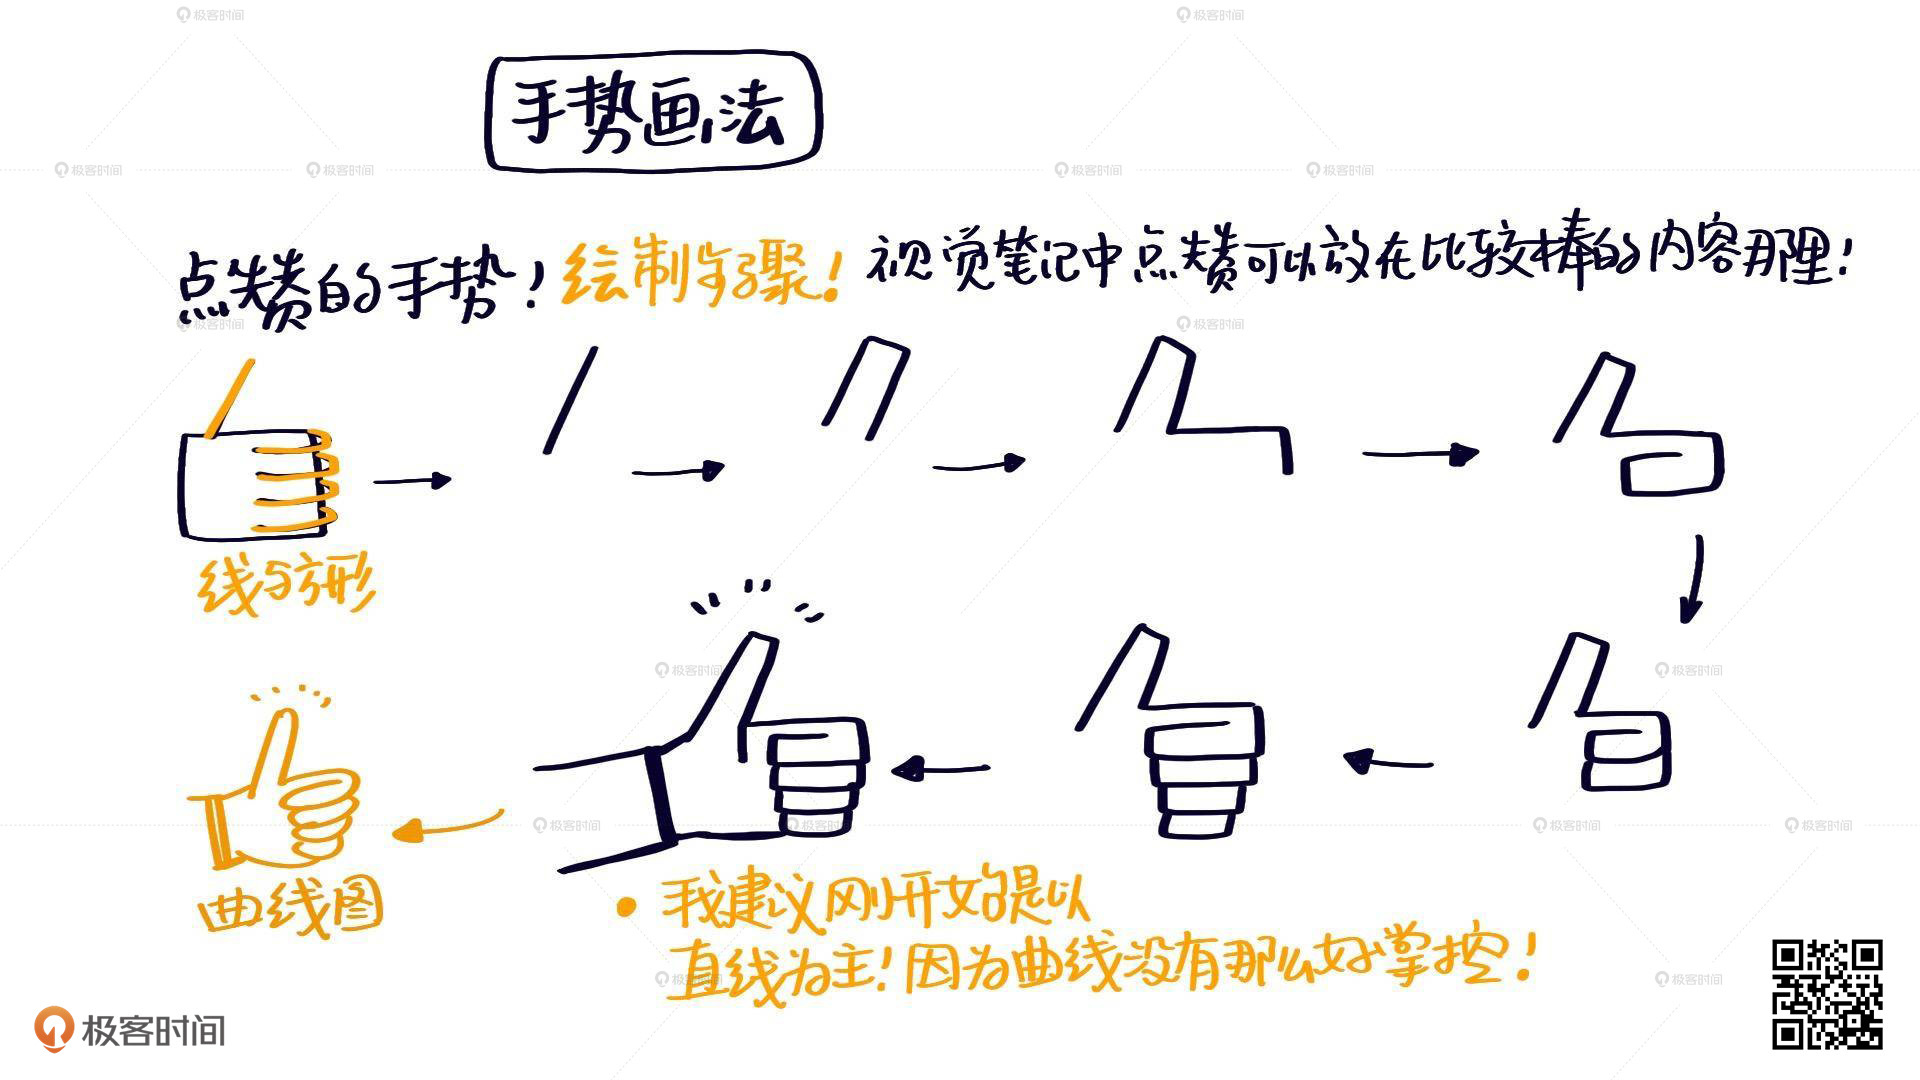 手势画法
点赞的手势！绘制步骤！视觉笔记中点赞可以放在比较棒的内容那里！
线与方形
曲线图
• 我建议刚开始是以
直线为主！因为曲线没有那么好掌控！
极客时间